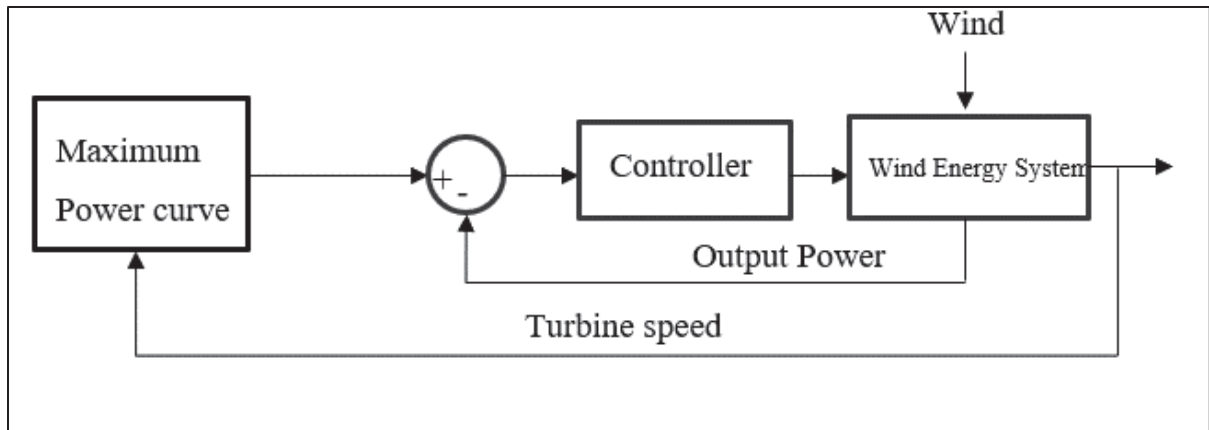 Wind
Maximum
Power curve
+
-
Controller
Wind Energy System
Output Power
Turbine speed